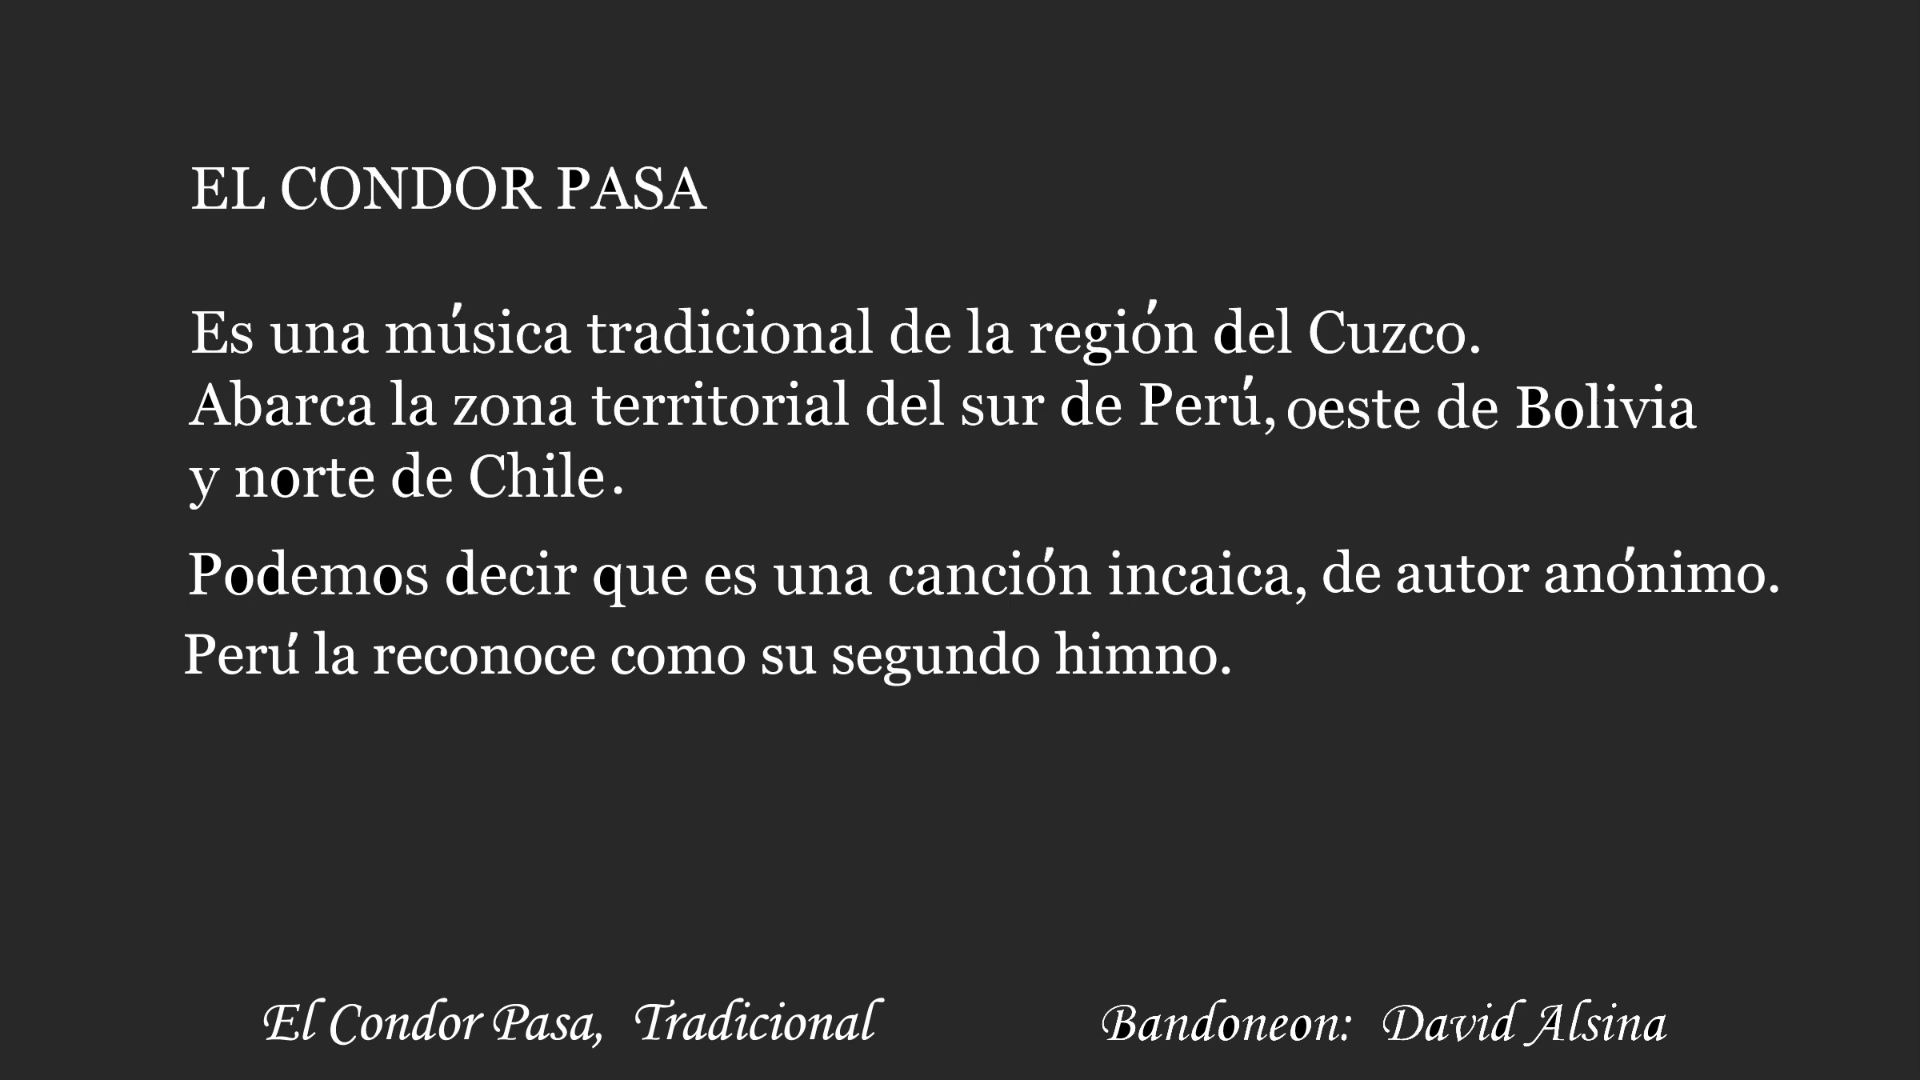 EL CONDOR PASA
Es una música tradicional de la región del Cuzco.
Abarca la zona territorial del sur de Perú, oeste de Bolivia
y norte de Chile.
Podemos decir que es una canción incaica, de autor anónimo.
Perú la reconoce como su segundo himno.
El Condor Pasa, Tradicional
Bandoneon: David Alsina